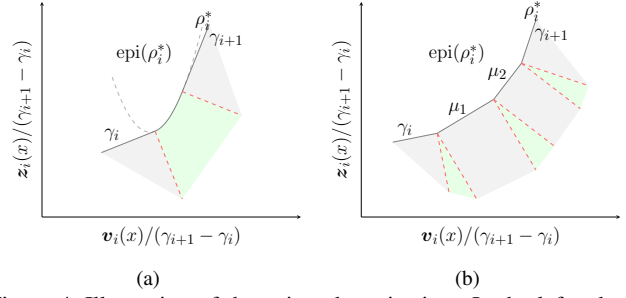 ρ*ᵢ
γᵢ₊₁
epi(ρ*ᵢ)
γᵢ
zᵢ(x)/(γᵢ₊₁ − γᵢ)
vᵢ(x)/(γᵢ₊₁ − γᵢ)
(a)
ρ*ᵢ
γᵢ₊₁
epi(ρ*ᵢ)
μ₂
μ₁
γᵢ
zᵢ(x)/(γᵢ₊₁ − γᵢ)
vᵢ(x)/(γᵢ₊₁ − γᵢ)
(b)